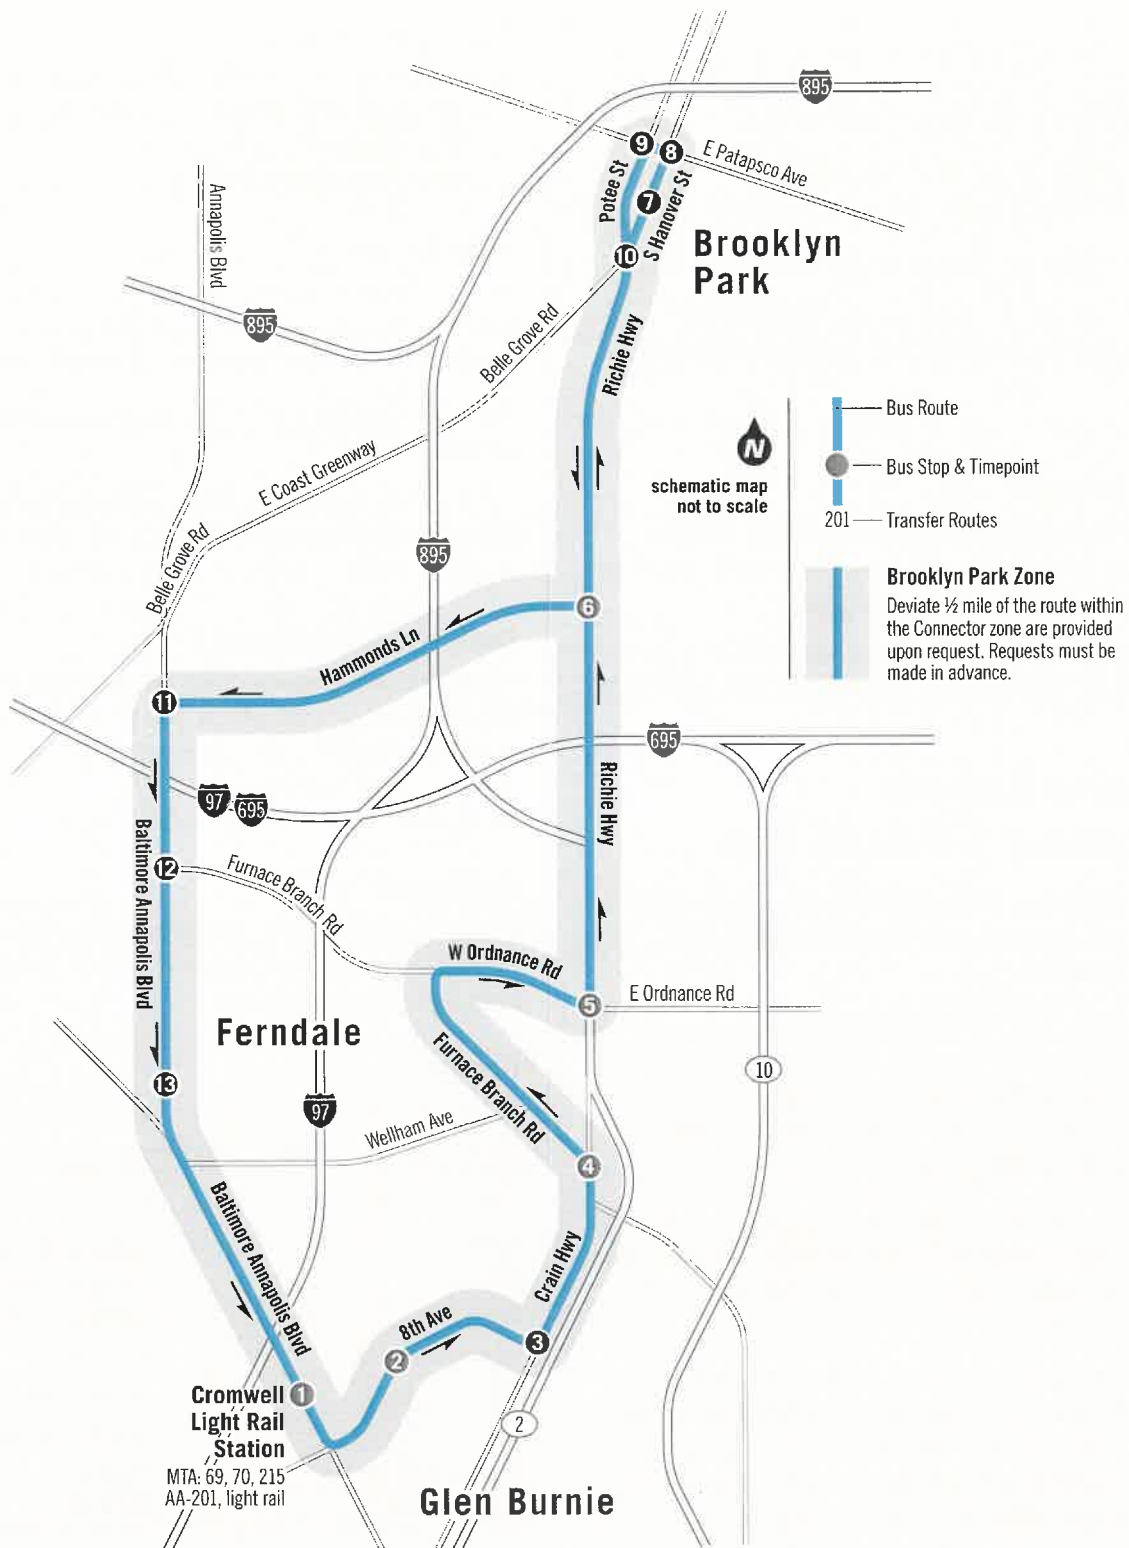 895
9
8
E Patapsco Ave
Potee St
7
S Hanover St
10
Brooklyn
Park
Annapolis Blvd
895
Belle Grove Rd
Richie Hwy
E Coast Greenway
Belle Grove Rd
895
N
schematic map
not to scale
Bus Route
Bus Stop & Timepoint
201
Transfer Routes
Brooklyn Park Zone
Deviate ½ mile of the route within
the Connector zone are provided
upon request. Requests must be
made in advance.
6
Hammonds Ln
11
695
97
695
Richie Hwy
Baltimore Annapolis Blvd
12
Furnace Branch Rd
W Ordnance Rd
5
E Ordnance Rd
Ferndale
Furnace Branch Rd
10
13
97
Wellham Ave
4
Baltimore Annapolis Blvd
Crain Hwy
8th Ave
3
2
Cromwell
Light Rail
Station
1
MTA: 69, 70, 215
AA-201, light rail
2
Glen Burnie